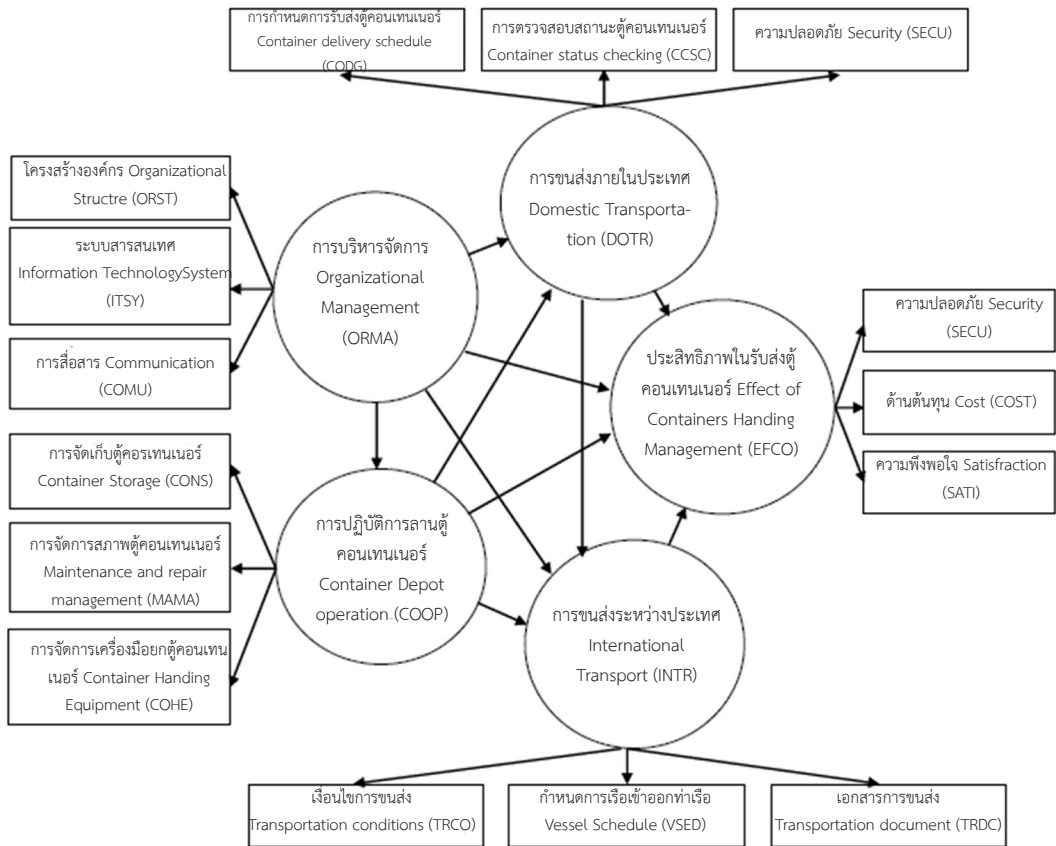 การกำหนดการรับส่งตู้คอนเทนเนอร์
Container delivery schedule
(CODG)
การตรวจสอบสถานะตู้คอนเทนเนอร์
Container status checking (CCSC)
ความปลอดภัย Security (SECU)
โครงสร้างองค์กร Organizational
Structre (ORST)
ระบบสารสนเทศ
Information TechnologySystem
(ITSY)
การสื่อสาร Communication
(COMU)
การจัดเก็บตู้คอรเทนเนอร์
Container Storage (CONS)
การจัดการสภาพตู้คอนเทนเนอร์
Maintenance and repair
management (MAMA)
การจัดการเครื่องมือยกตู้คอนเทน
เนอร์ Container Handing
Equipment (COHE)
การบริหารจัดการ
Organizational
Management
(ORMA)
การปฏิบัติการลานตู้
คอนเทนเนอร์
Container Depot
operation (COOP)
การขนส่งภายในประเทศ
Domestic Transporta-
tion (DOTR)
ประสิทธิภาพในรับส่งตู้
คอนเทนเนอร์ Effect of
Containers Handing
Management (EFCO)
การขนส่งระหว่างประเทศ
International
Transport (INTR)
ความปลอดภัย Security
(SECU)
ด้านต้นทุน Cost (COST)
ความพึงพอใจ Satisfraction
(SATI)
เงื่อนไขการขนส่ง
Transportation conditions (TRCO)
กำหนดการเรือเข้าออกท่าเรือ
Vessel Schedule (VSED)
เอกสารการขนส่ง
Transportation document (TRDC)